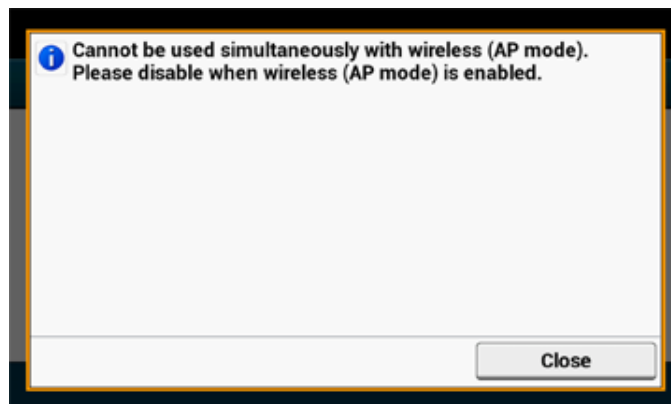 Cannot be used simultaneously with wireless (AP mode).
Please disable when wireless (AP mode) is enabled.
Close